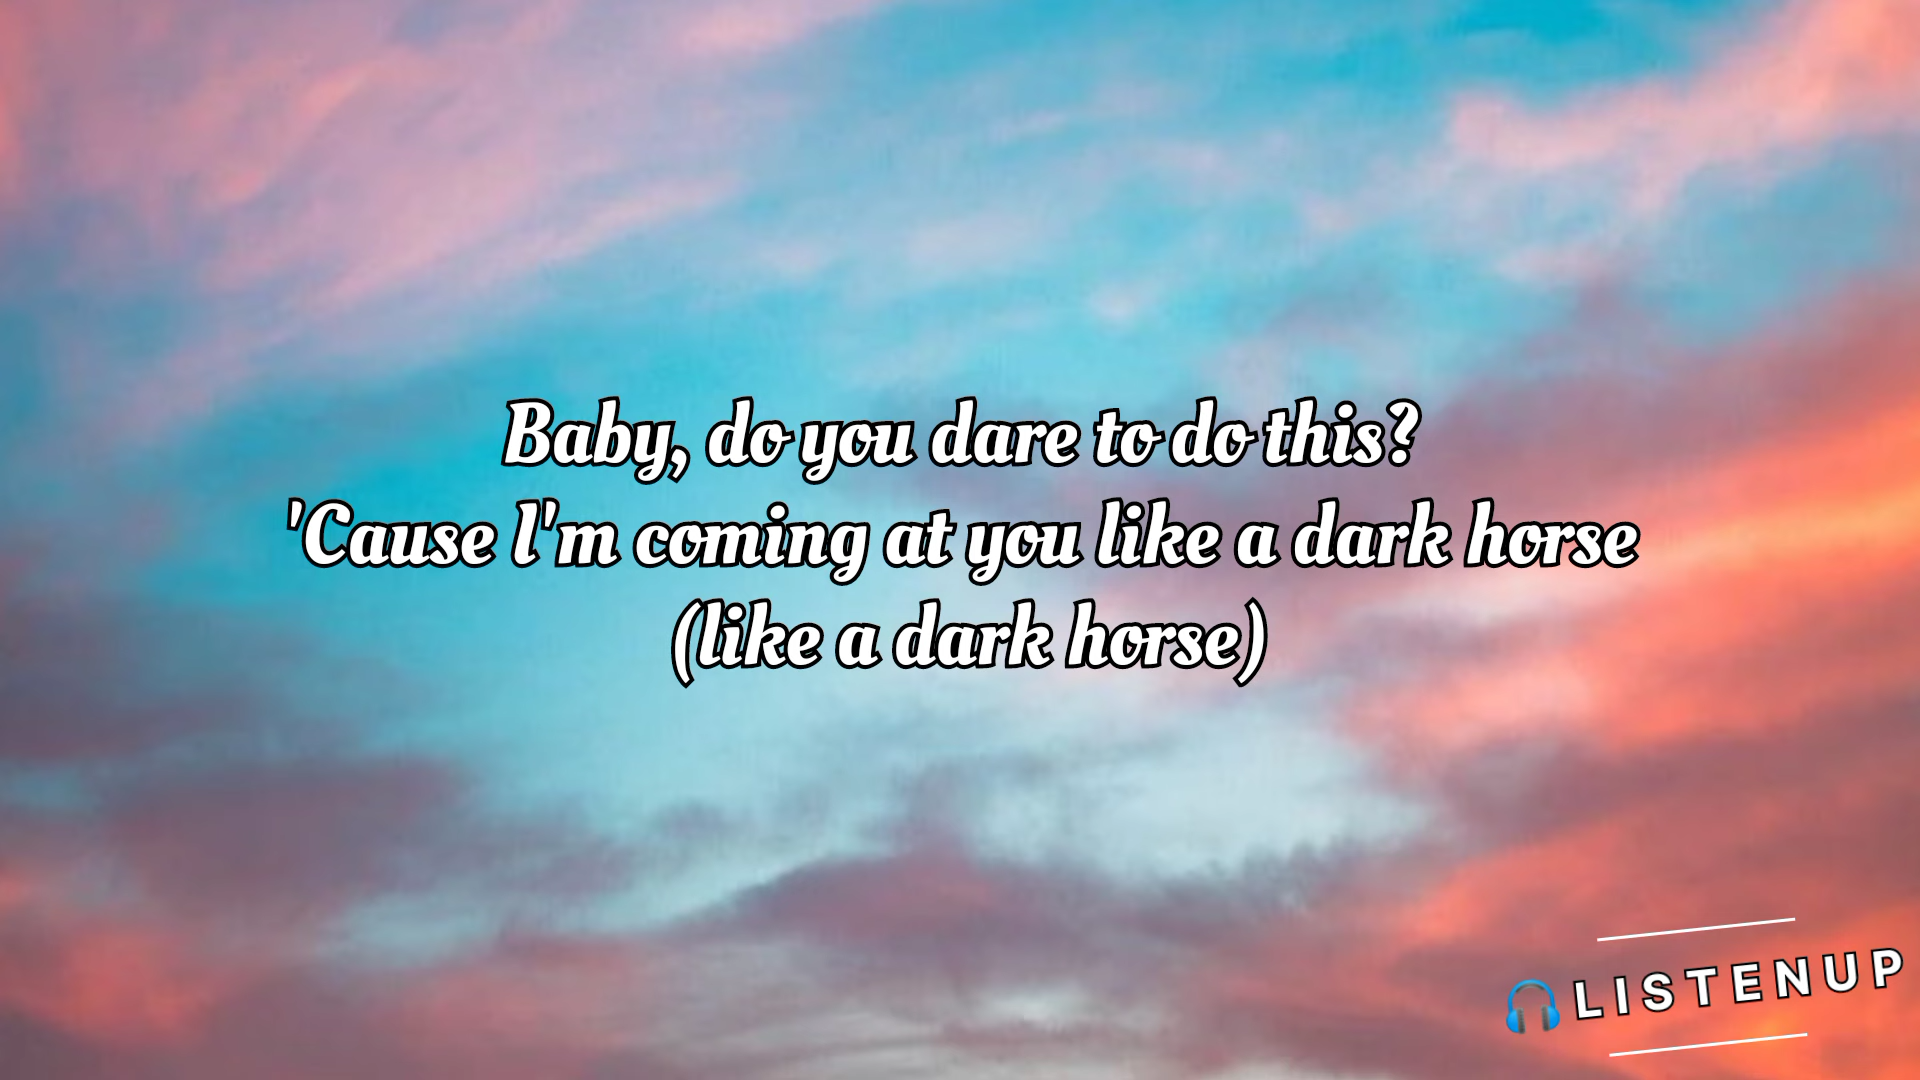 Baby, do you dare to do this?
'Cause I'm coming at you like a dark horse
(like a dark horse)
LISTENUP